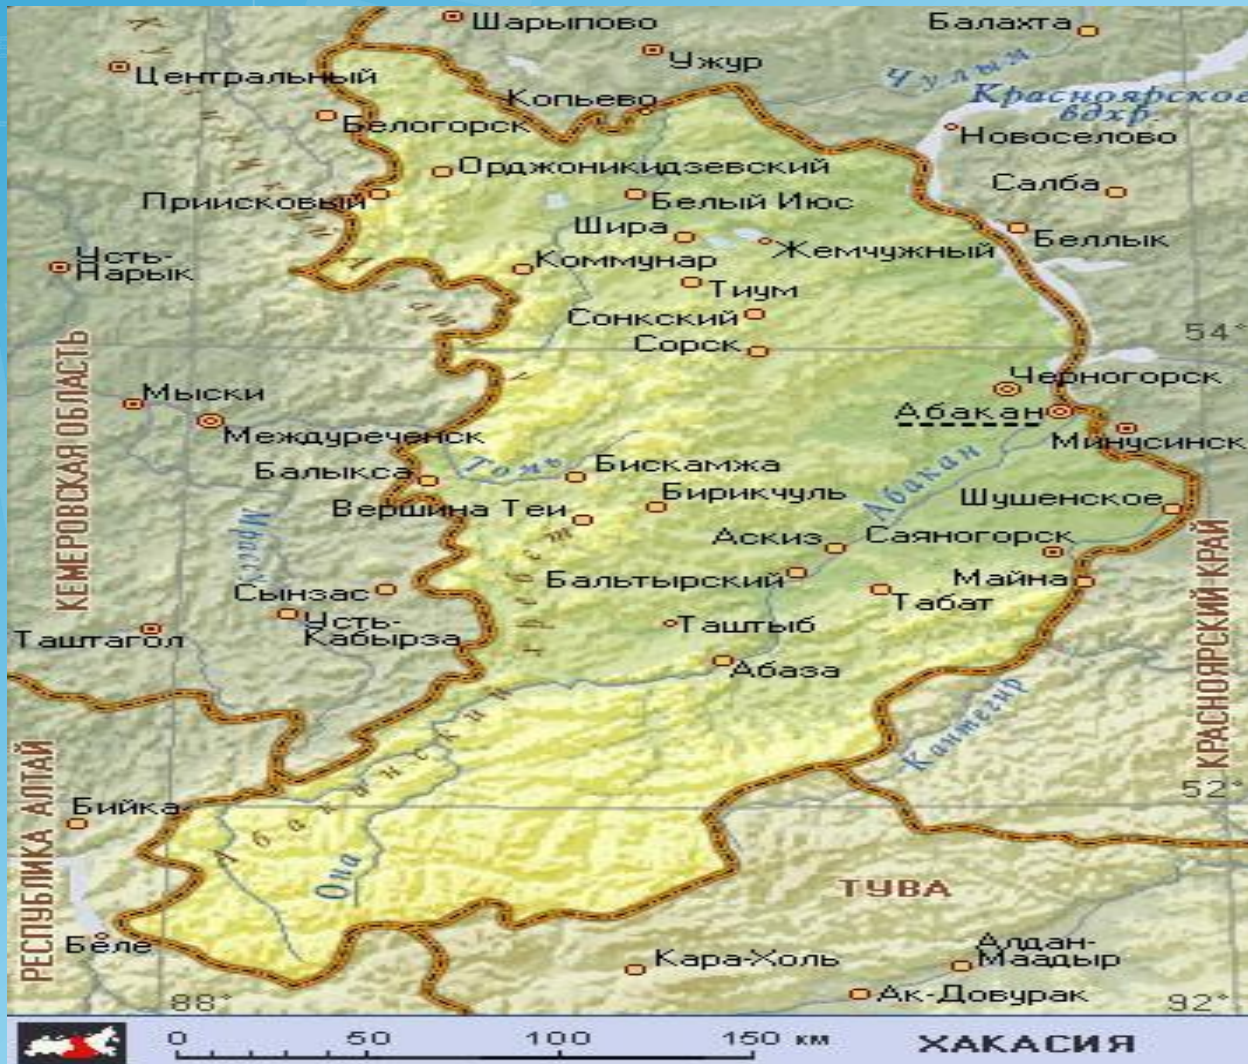 Шарыпово
Балахта
Ужур
Центральный
Чулым
Копьево
Красноярское
вдхр.
Белогорск
Новоселово
Орджоникидзевский
Приисковый
Белый Июс
Салба
Шира
Жемчужный
Беллык
Усть-
Нарык
Коммунар
Тиум
Сонкский
54°
Сорск
КЕМЕРОВСКАЯ ОБЛАСТЬ
Черногорск
Мыски
Абакан
Междуреченск
Минусинск
Балыкса
Томь
Бискамжа
Абакан
Бирикчуль
Шушенское
Вершина Теи
Аскиз
Саяногорск
Мрассу
Бальтырский
Майна
Сынзас
Табат
Усть-
Кабырза
Таштагол
Таштыб
Абаза
КРАСНОЯРСКИЙ КРАЙ
Кантегир
52°
РЕСПУБЛИКА АЛТАЙ
Бийка
Абаканский
Она
ТУВА
Беле
Кара-Холь
Алдан-
Маадыр
Ак-Довурак
88°
92°
0 50 100 150 км
ХАКАСИЯ